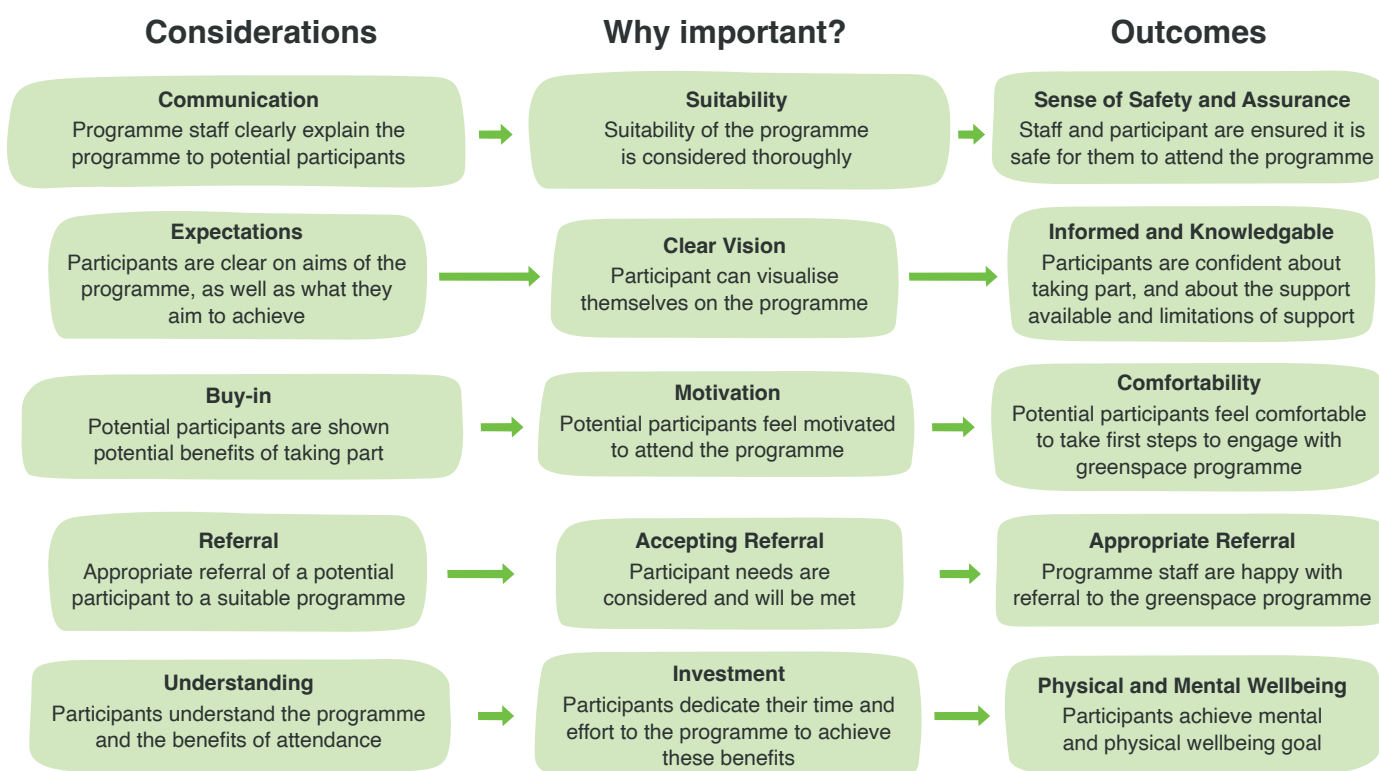 Considerations
Why important?
Outcomes
Communication
Programme staff clearly explain the
programme to potential participants
Suitability
Suitability of the programme
is considered thoroughly
Sense of Safety and Assurance
Staff and participant are ensured it is
safe for them to attend the programme
Expectations
Participants are clear on aims of the
programme, as well as what they
aim to achieve
Clear Vision
Participant can visualise
themselves on the programme
Informed and Knowledgable
Participants are confident about
taking part, and about the support
available and limitations of support
Buy-in
Potential participants are shown
potential benefits of taking part
Motivation
Potential participants feel motivated
to attend the programme
Comfortability
Potential participants feel comfortable
to take first steps to engage with
greenspace programme
Referral
Appropriate referral of a potential
participant to a suitable programme
Accepting Referral
Participant needs are
considered and will be met
Appropriate Referral
Programme staff are happy with
referral to the greenspace programme
Understanding
Participants understand the programme
and the benefits of attendance
Investment
Participants dedicate their time and
effort to the programme to achieve
these benefits
Physical and Mental Wellbeing
Participants achieve mental
and physical wellbeing goal